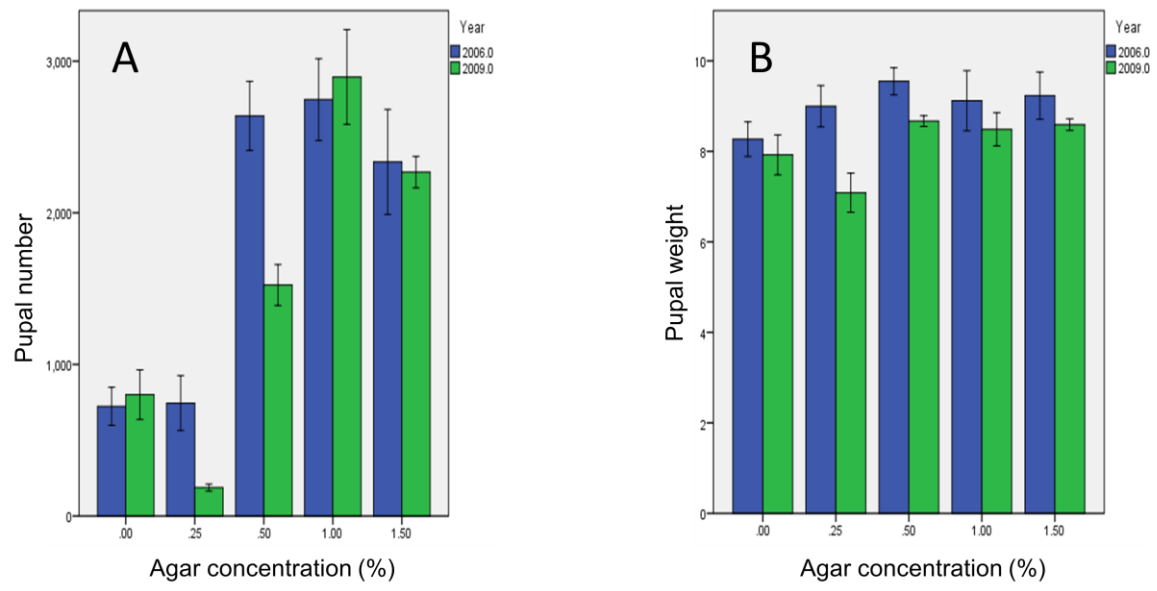 A
Year
2006.0
2009.0
3,000
2,000
1,000
0
Pupal number
.00 .25 .50 1.00 1.50
Agar concentration (%)
B
Year
2006.0
2009.0
10
8
6
4
2
0
Pupal weight
.00 .25 .50 1.00 1.50
Agar concentration (%)